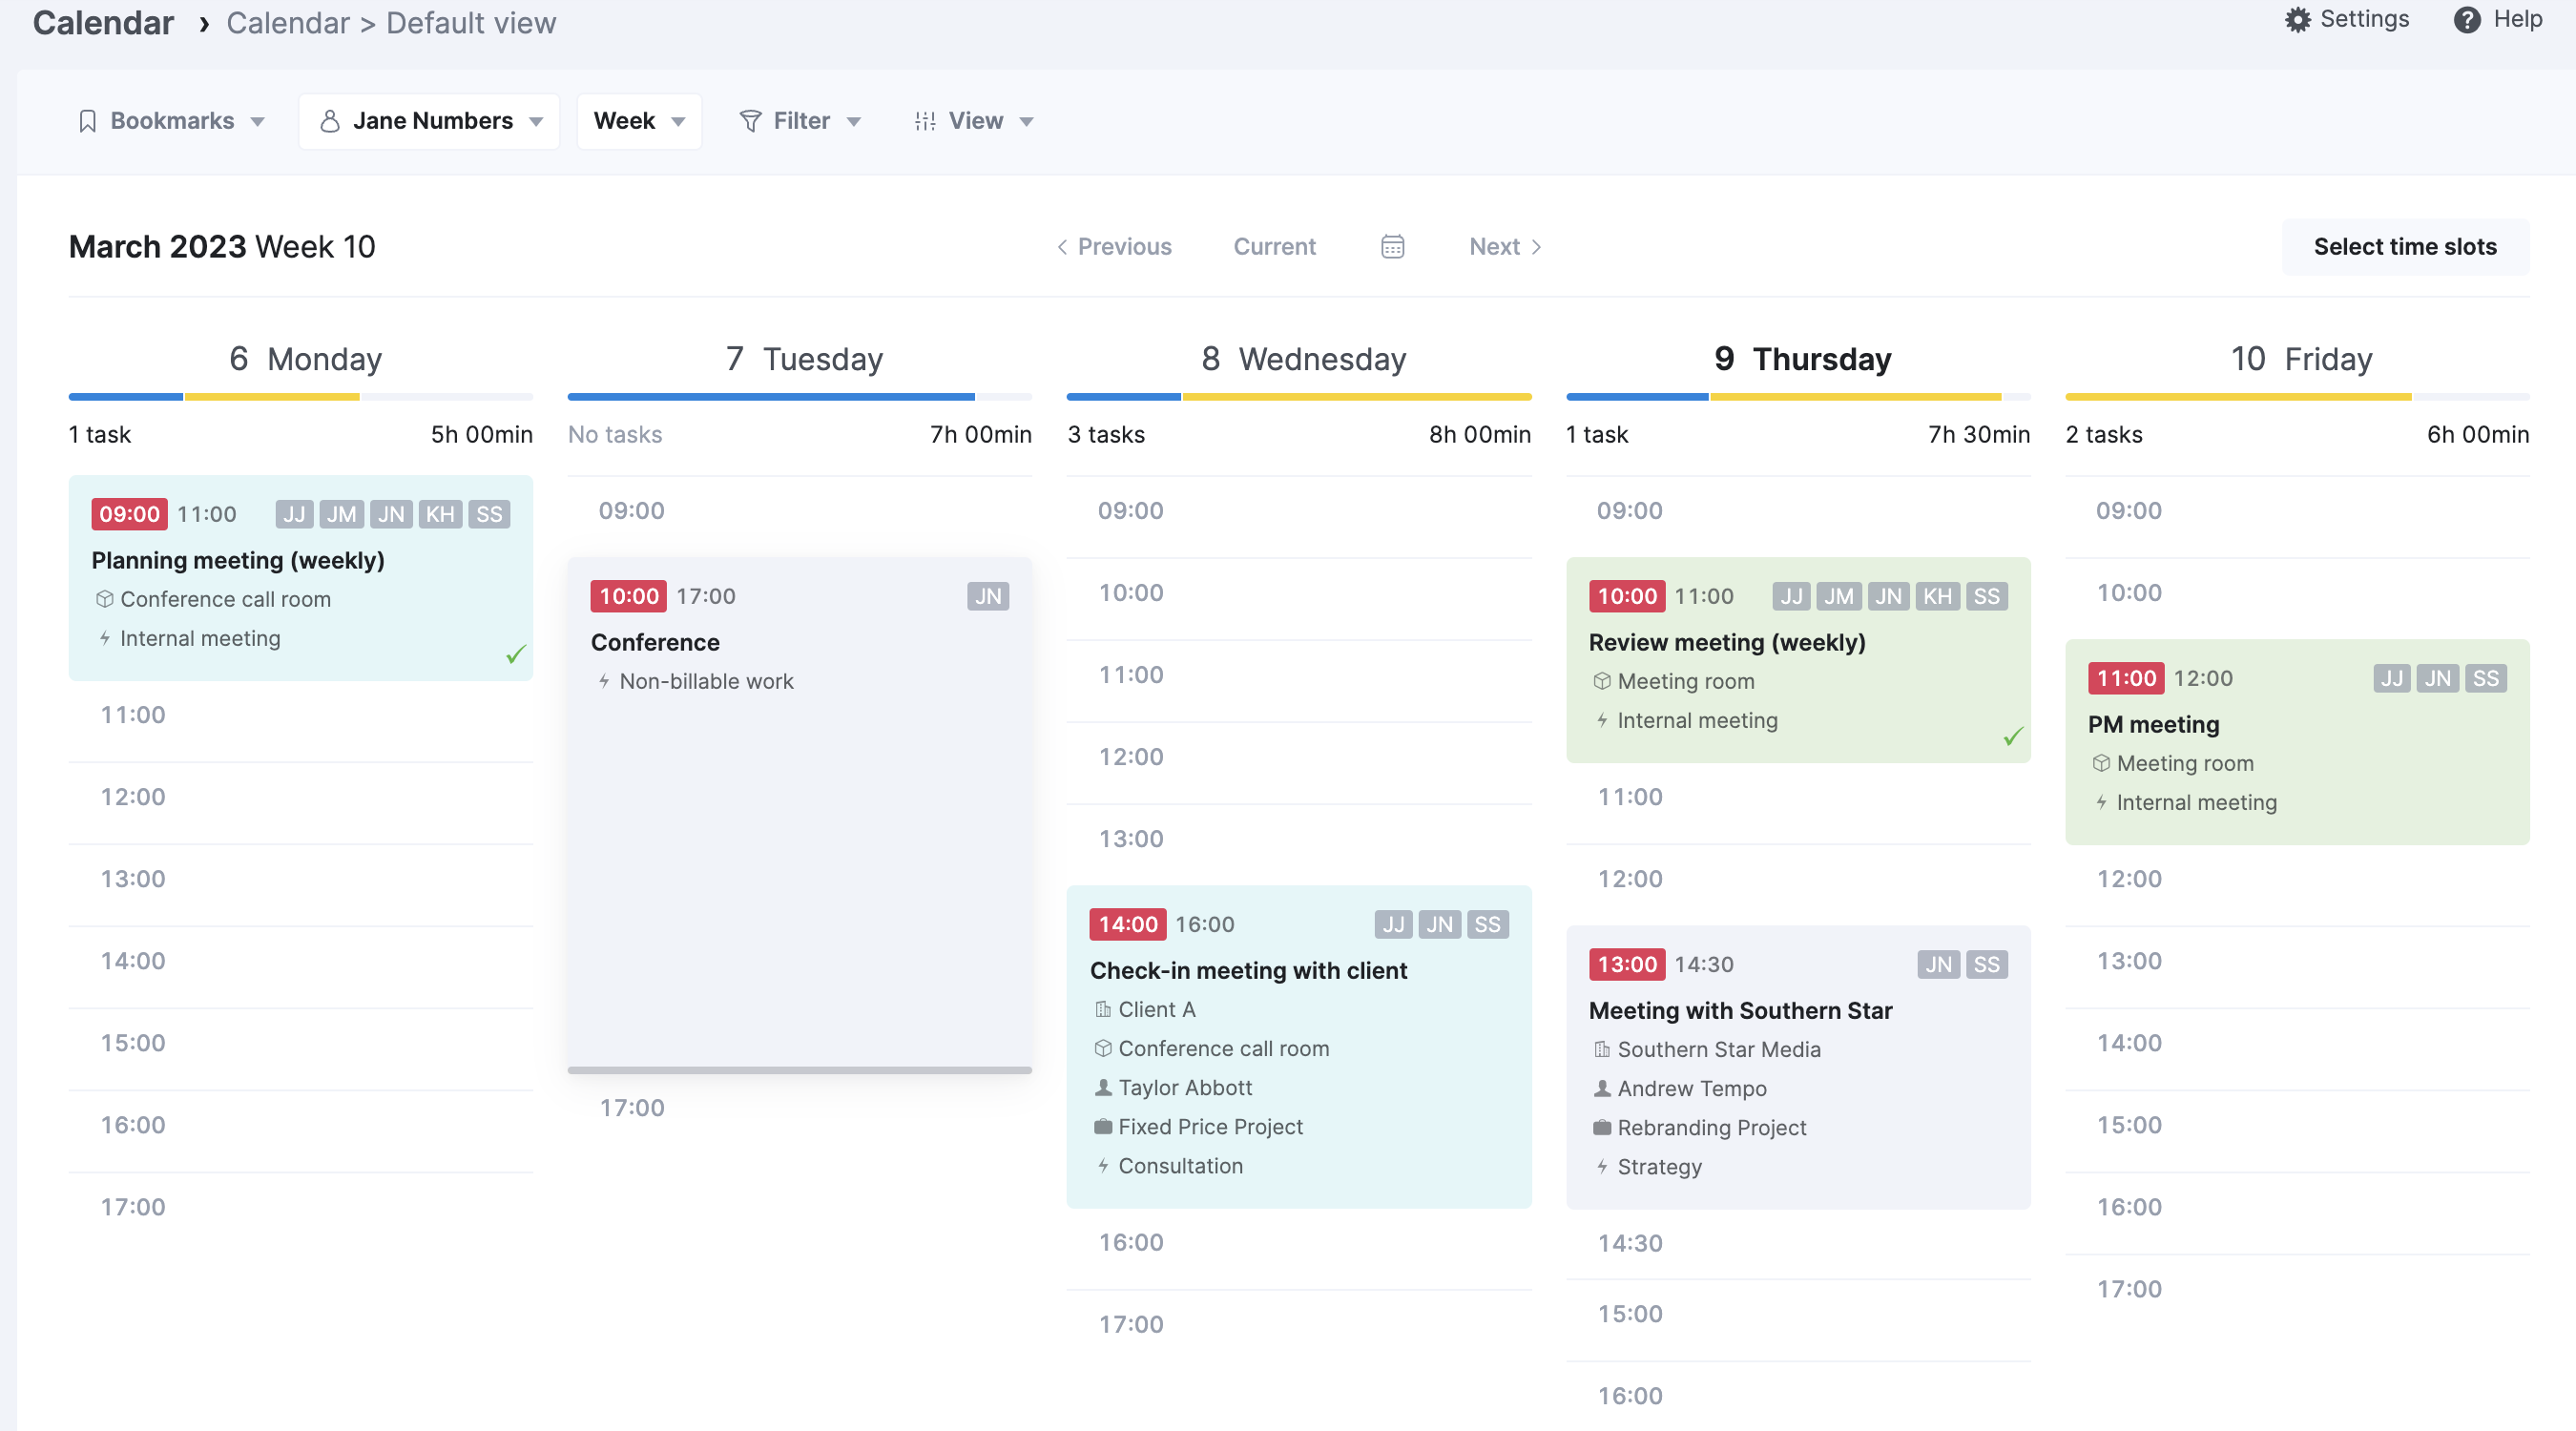 Calendar › Calendar > Default view
Settings
Help
Bookmarks
Jane Numbers
Week
Filter
View
March 2023 Week 10
Previous
Current
Next
Select time slots
6 Monday
1 task 5h 00min
09:00 11:00 JJ JM JN KH SS
Planning meeting (weekly)
Conference call room
Internal meeting
11:00
12:00
13:00
14:00
15:00
16:00
17:00
7 Tuesday
No tasks 7h 00min
09:00
10:00 17:00 JN
Conference
Non-billable work
17:00
8 Wednesday
3 tasks 8h 00min
09:00
10:00
11:00
12:00
13:00
14:00 16:00 JJ JN SS
Check-in meeting with client
Client A
Conference call room
Taylor Abbott
Fixed Price Project
Consultation
16:00
17:00
9 Thursday
1 task 7h 30min
09:00
10:00 11:00 JJ JM JN KH SS
Review meeting (weekly)
Meeting room
Internal meeting
11:00
12:00
13:00 14:30 JN SS
Meeting with Southern Star
Southern Star Media
Andrew Tempo
Rebranding Project
Strategy
14:30
15:00
16:00
10 Friday
2 tasks 6h 00min
09:00
10:00
11:00 12:00 JJ JN SS
PM meeting
Meeting room
Internal meeting
12:00
13:00
14:00
15:00
16:00
17:00